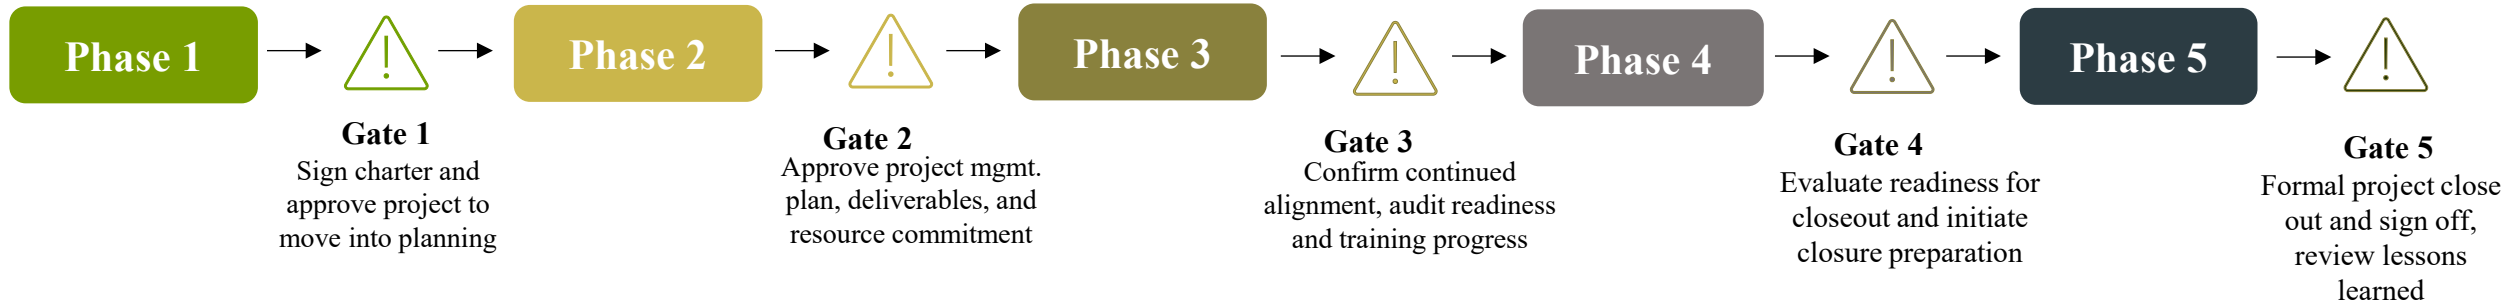 Phase 1
Phase 2
Phase 3
Phase 4
Phase 5
Gate 1
Sign charter and
approve project to
move into planning
Gate 2
Approve project mgmt.
plan, deliverables, and
resource commitment
Gate 3
Confirm continued
alignment, audit readiness
and training progress
Gate 4
Evaluate readiness for
closeout and initiate
closure preparation
Gate 5
Formal project close
out and sign off,
review lessons
learned